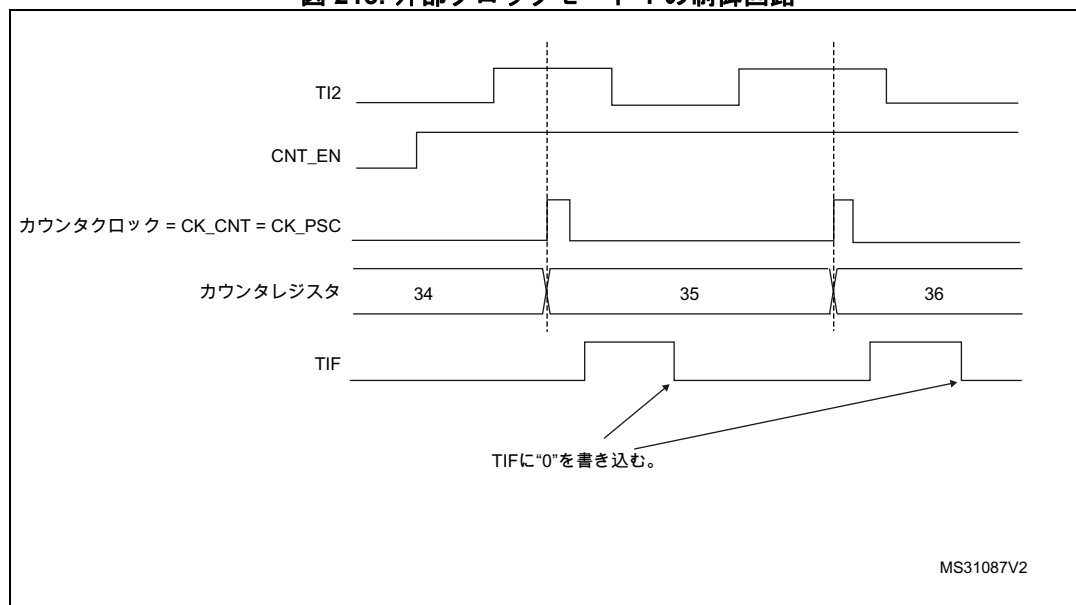 TI2
CNT_EN
カウンタクロック = CK_CNT = CK_PSC
カウンタレジスタ
34
35
36
TIF
TIFに“0”を書き込む。
MS31087V2